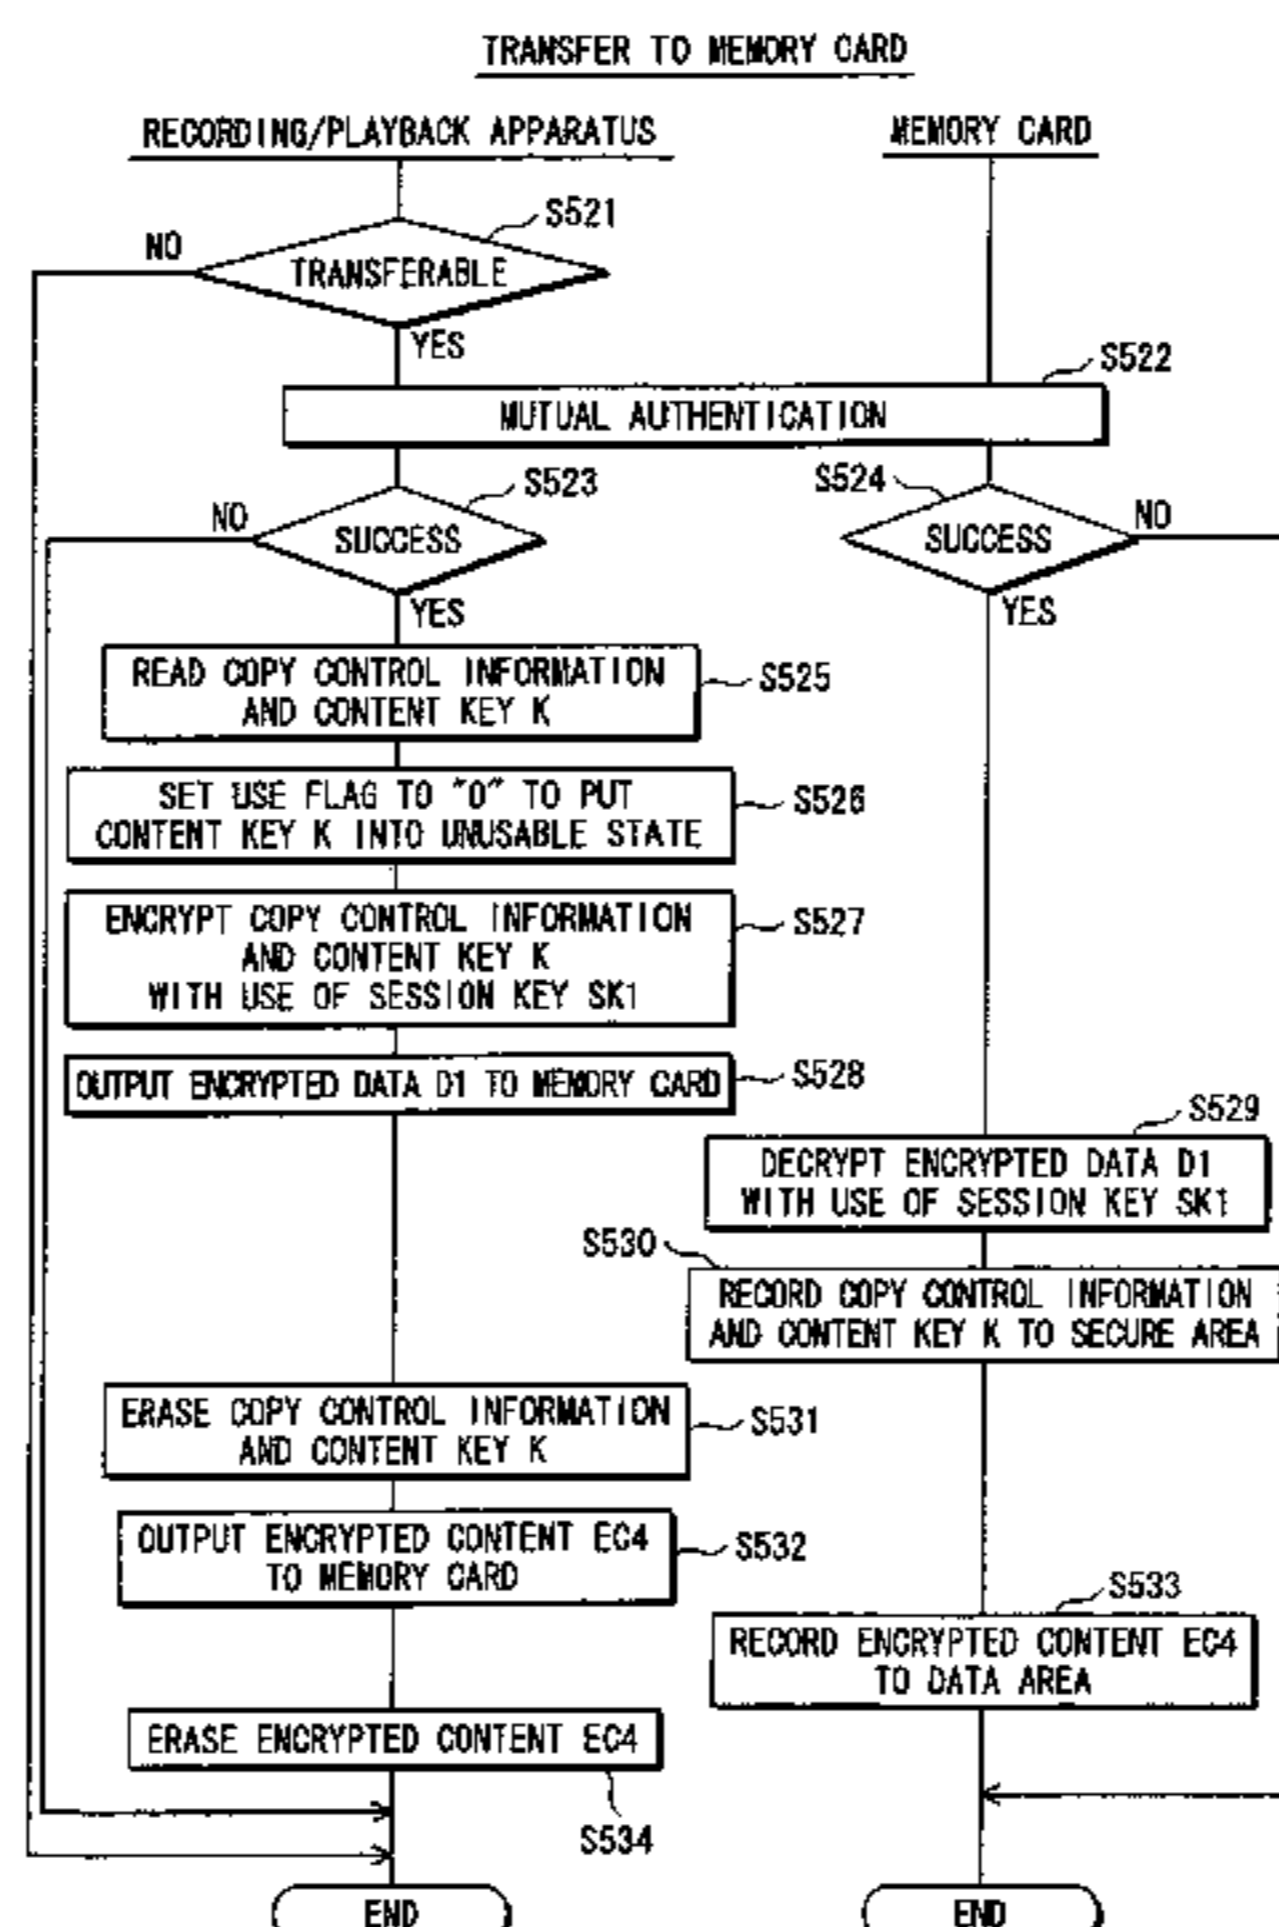 TRANSFER TO MEMORY CARD
RECORDING/PLAYBACK APPARATUS
MEMORY CARD
S521
NO
TRANSFERABLE
YES
S522
MUTUAL AUTHENTICATION
S523
S524
NO
SUCCESS
SUCCESS
NO
YES
YES
READ COPY CONTROL INFORMATION
AND CONTENT KEY K
S525
SET USE FLAG TO "0" TO PUT
CONTENT KEY K INTO UNUSABLE STATE
S526
ENCRYPT COPY CONTROL INFORMATION
AND CONTENT KEY K
WITH USE OF SESSION KEY SK1
S527
OUTPUT ENCRYPTED DATA D1 TO MEMORY CARD
S528
S529
DECRYPT ENCRYPTED DATA D1
WITH USE OF SESSION KEY SK1
S530
RECORD COPY CONTROL INFORMATION
AND CONTENT KEY K TO SECURE AREA
ERASE COPY CONTROL INFORMATION
AND CONTENT KEY K
S531
OUTPUT ENCRYPTED CONTENT EC4
TO MEMORY CARD
S532
S533
RECORD ENCRYPTED CONTENT EC4
TO DATA AREA
ERASE ENCRYPTED CONTENT EC4
S534
END
END